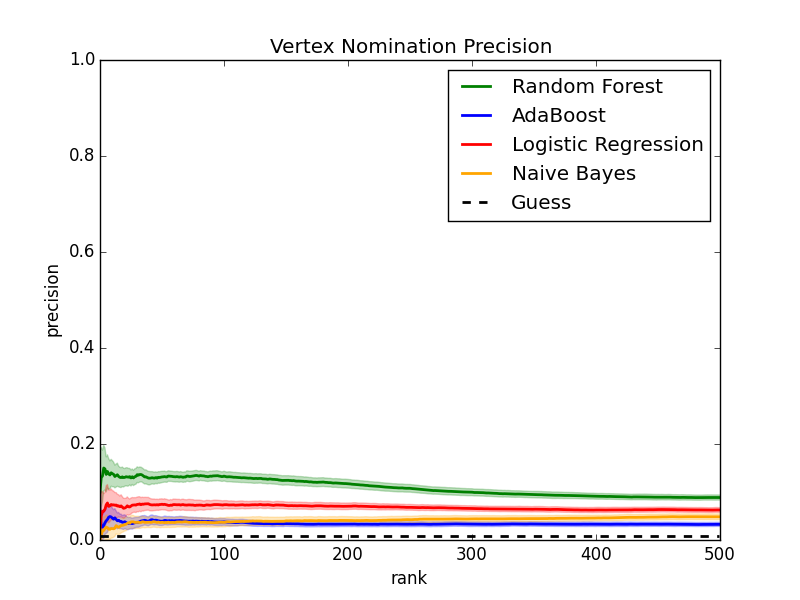 Vertex Nomination Precision
1.0
0.8
0.6
0.4
0.2
0.0
precision
Random Forest
AdaBoost
Logistic Regression
Naive Bayes
Guess
0 100 200 300 400 500
rank